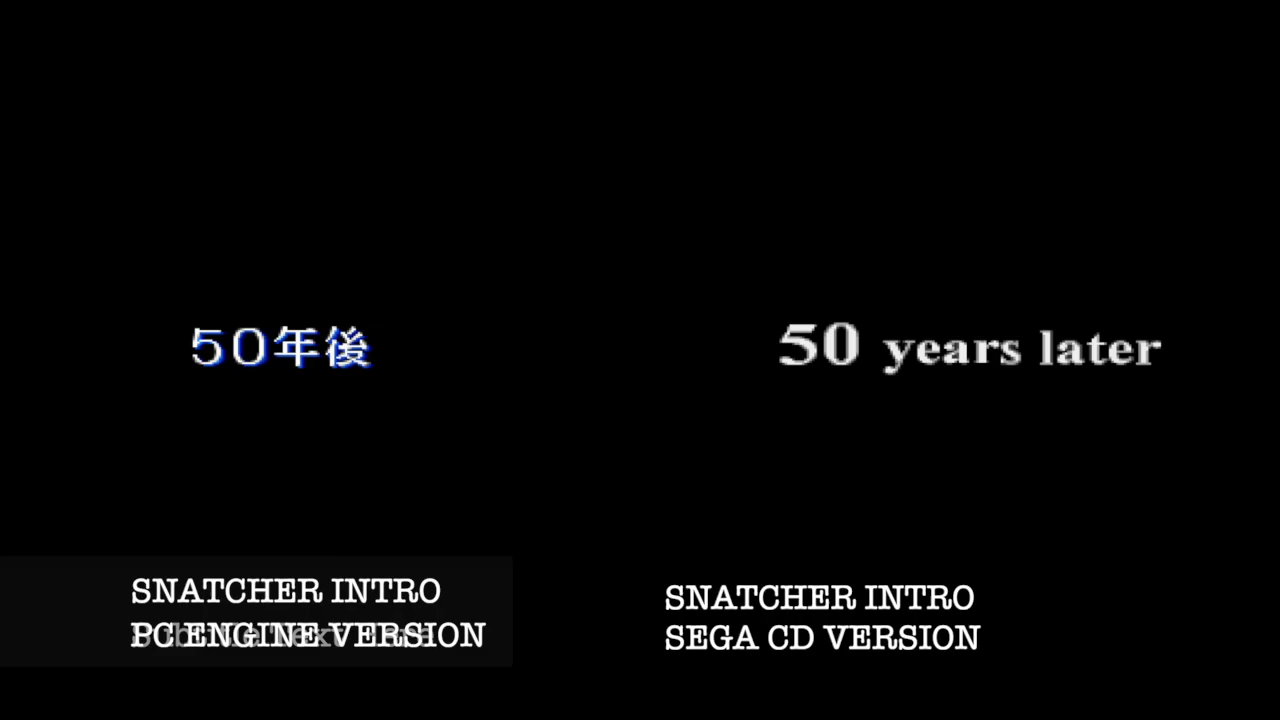 ５０年後
50 years later
SNATCHER INTRO
PC ENGINE VERSION
SNATCHER INTRO
SEGA CD VERSION